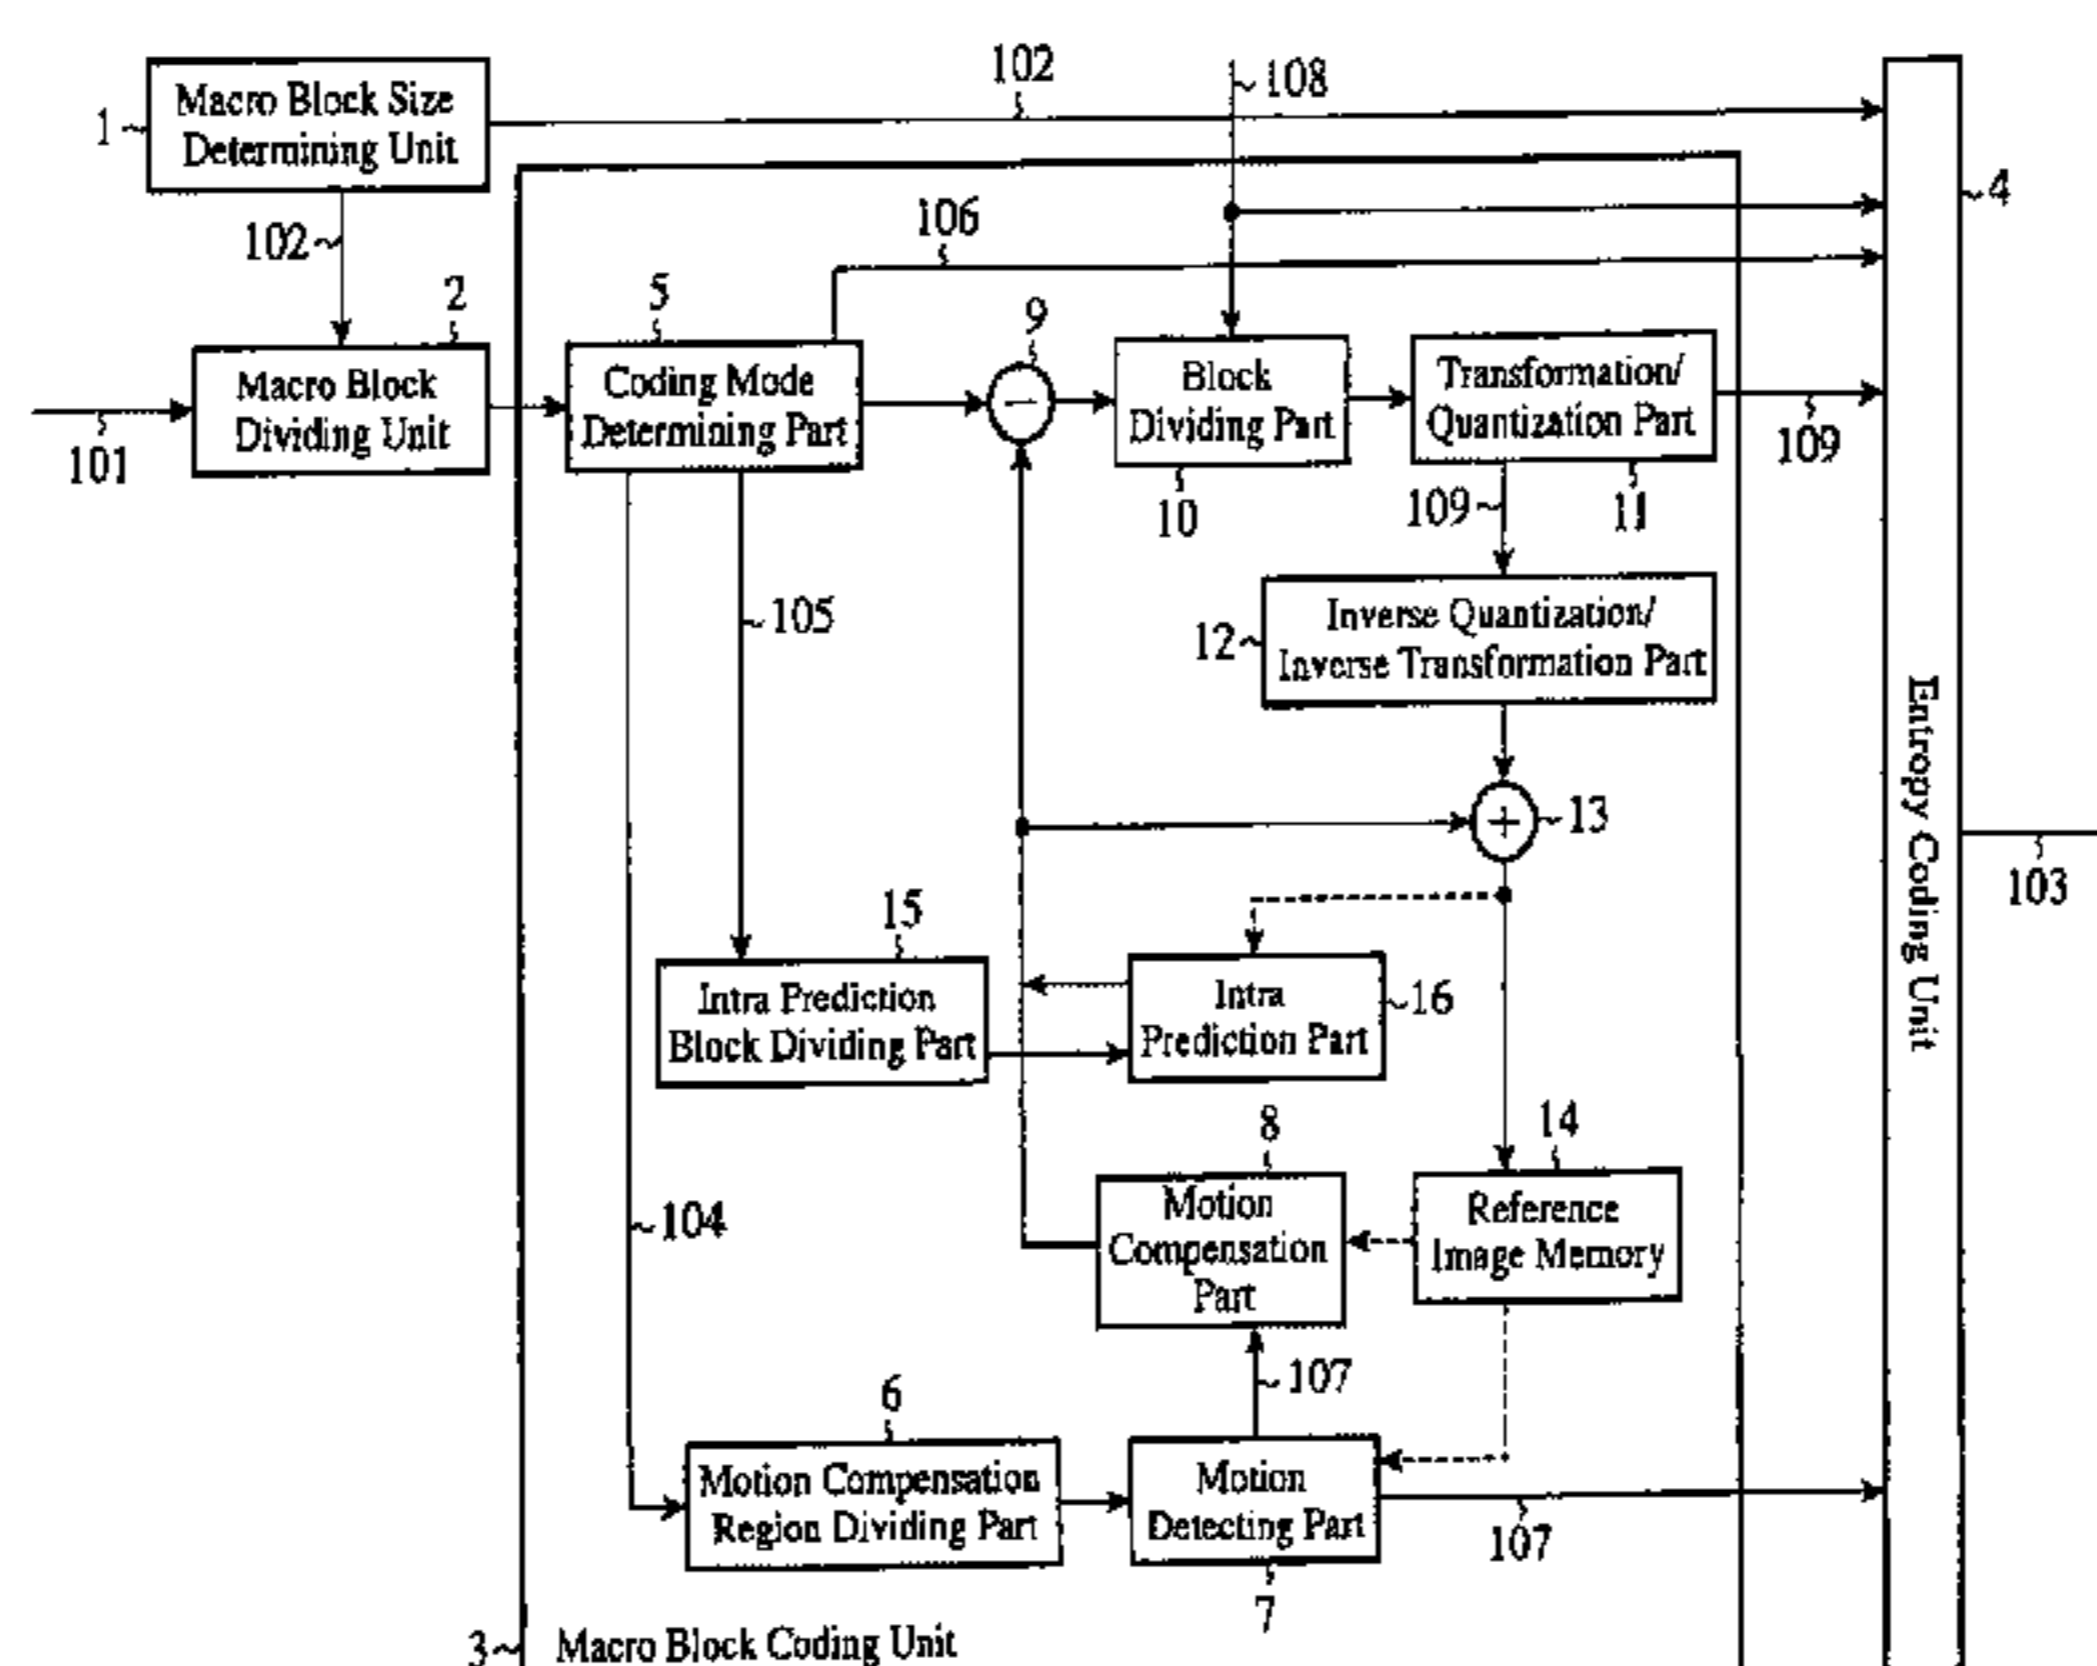 102
108
Macro Block Size
Determining Unit
1
4
102
106
2
5
9
Macro Block
Dividing Unit
Coding Mode
Determining Part
−
Block
Dividing Part
Transformation/
Quantization Part
101
109
10
109
11
105
12
Inverse Quantization/
Inverse Transformation Part
+
13
Entropy Coding Unit
103
15
Intra Prediction
Block Dividing Part
Intra
Prediction Part
16
8
14
104
Motion
Compensation
Part
Reference
Image Memory
107
6
Motion Compensation
Region Dividing Part
Motion
Detecting Part
107
7
3
Macro Block Coding Unit